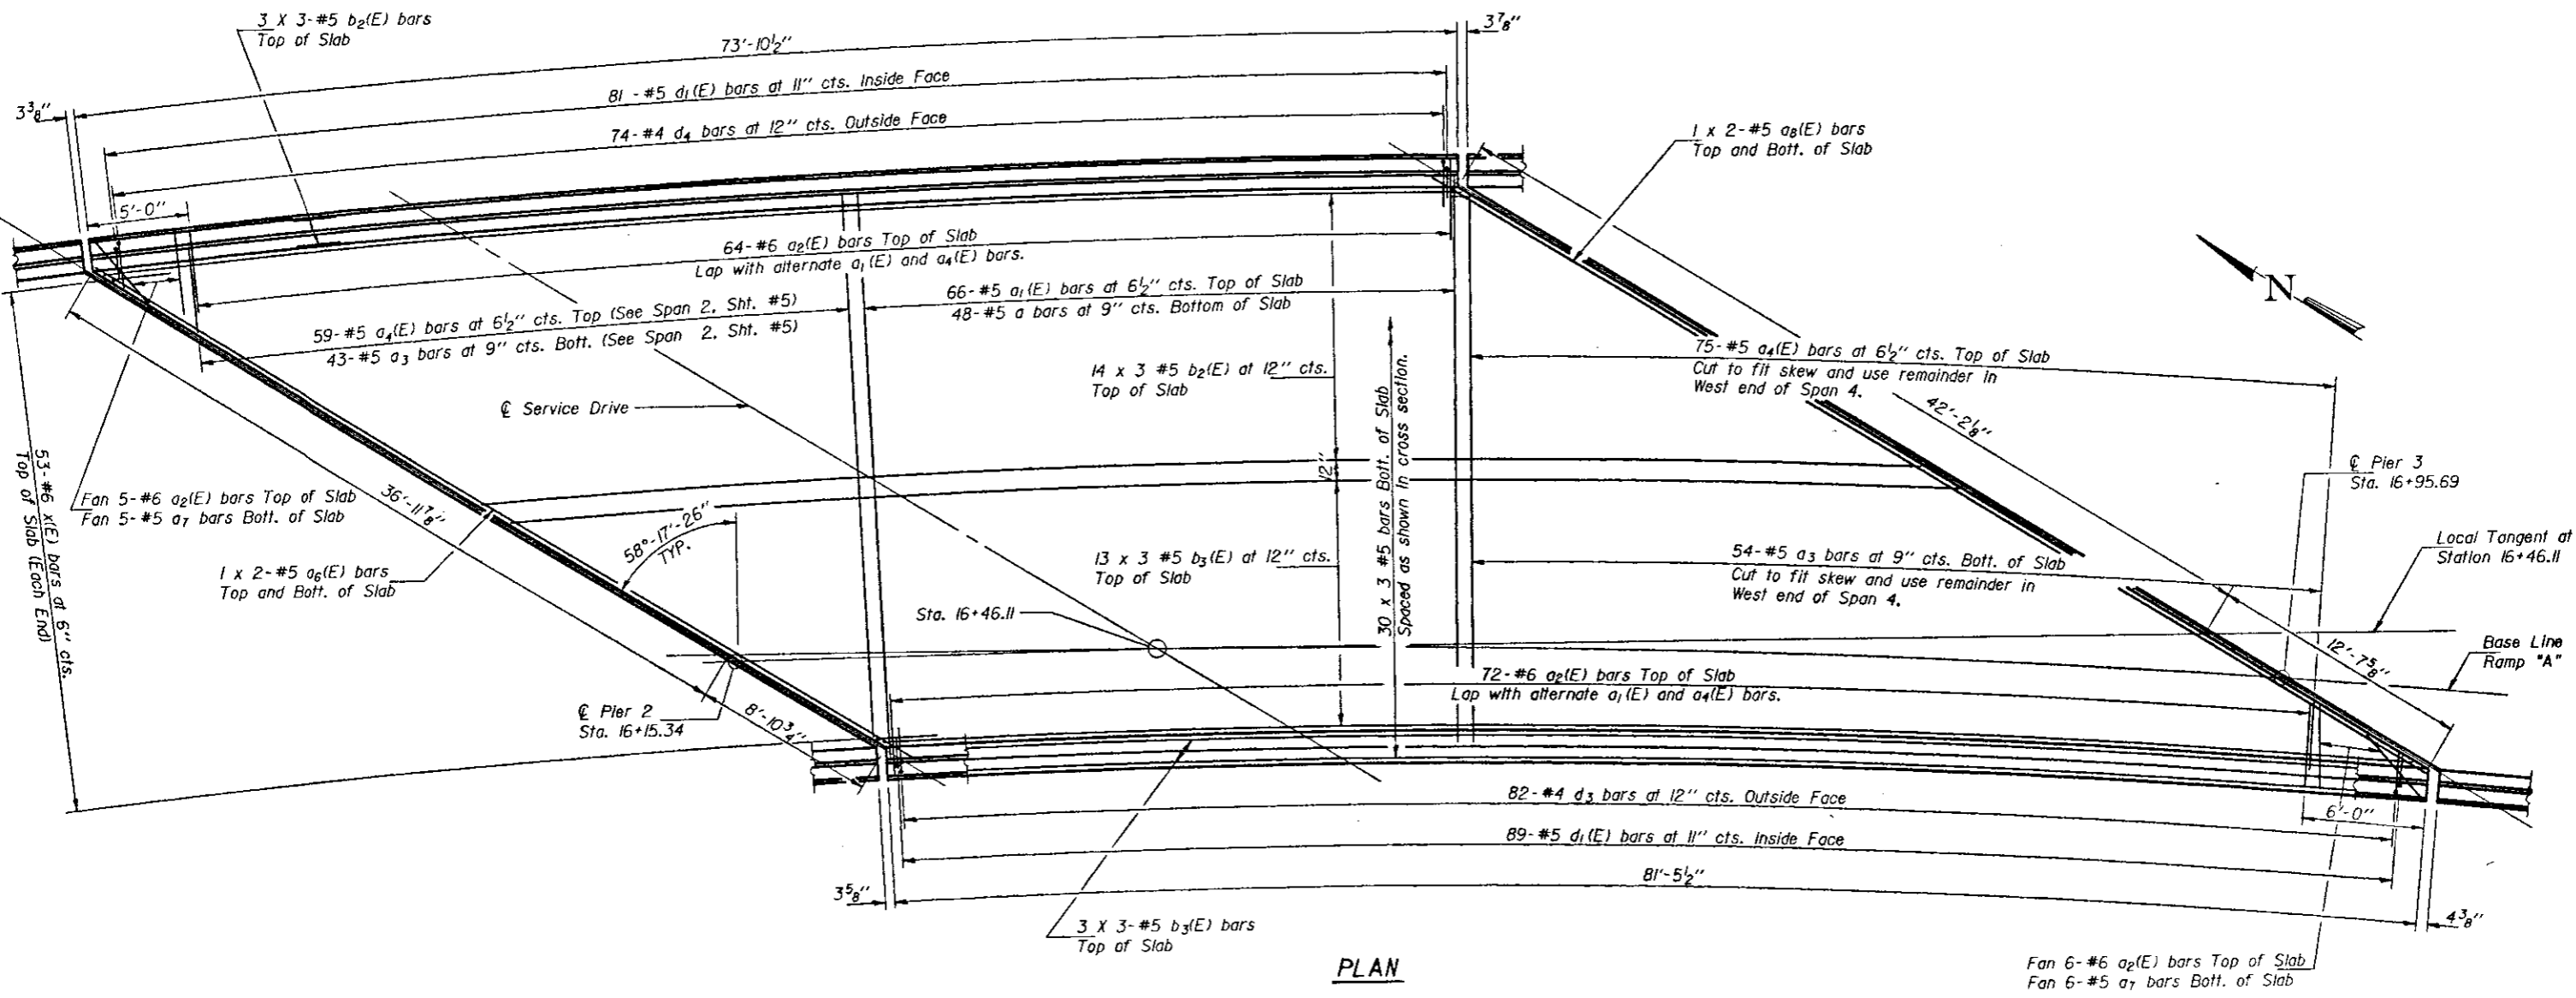 3 X 3-#5 b2(E) bars
Top of Slab
73'-10½"
3⅞"
81 - #5 d1(E) bars at 11" cts. Inside Face
3⅜"
74-#4 d4 bars at 12" cts. Outside Face
1 x 2-#5 a8(E) bars
Top and Bott. of Slab
5'-0"
64-#6 a2(E) bars Top of Slab
Lap with alternate a1(E) and a4(E) bars.
66-#5 a1(E) bars at 6½" cts. Top of Slab
48-#5 a bars at 9" cts. Bottom of Slab
N
59-#5 a4(E) bars at 6½" cts. Top (See Span 2, Sht. #5)
43-#5 a3 bars at 9" cts. Bott. (See Span 2, Sht. #5)
75-#5 a4(E) bars at 6½" cts. Top of Slab
Cut to fit skew and use remainder in
West end of Span 4.
14 x 3 #5 b2(E) at 12" cts.
Top of Slab
℄ Service Drive
42'-2⅛"
30 x 3 #5 bars Bott. of Slab
Spaced as shown in cross section.
12"
53-#6 x(E) bars at 6" cts.
Top of Slab (Each End)
℄ Pier 3
Sta. 16+95.69
Fan 5-#6 a2(E) bars Top of Slab
Fan 5-#5 a7 bars Bott. of Slab
36'-11⅞"
58°-17'-26"
TYP.
Local Tangent at
Station 16+46.11
13 x 3 #5 b3(E) at 12" cts.
Top of Slab
54-#5 a3 bars at 9" cts. Bott. of Slab
Cut to fit skew and use remainder in
West end of Span 4.
1 x 2-#5 a6(E) bars
Top and Bott. of Slab
Sta. 16+46.11
12'-7⅝"
Base Line
Ramp "A"
72-#6 a2(E) bars Top of Slab
Lap with alternate a1(E) and a4(E) bars.
℄ Pier 2
Sta. 16+15.34
8'-10¾"
82-#4 d3 bars at 12" cts. Outside Face
6'-0"
89-#5 d1(E) bars at 11" cts. Inside Face
81'-5½"
3⅝"
4⅜"
3 X 3-#5 b3(E) bars
Top of Slab
PLAN
Fan 6-#6 a2(E) bars Top of Slab
Fan 6-#5 a7 bars Bott. of Slab